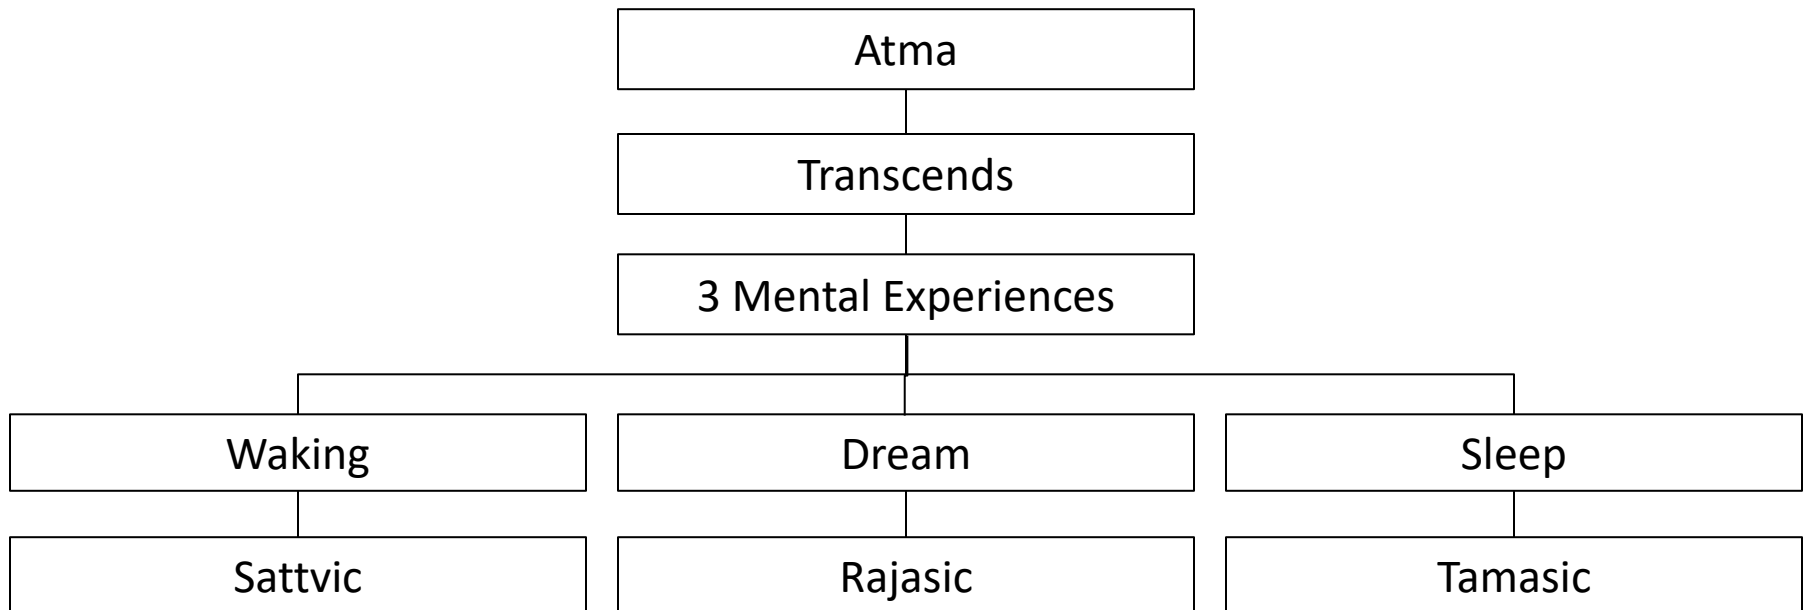 Atma
Transcends
3 Mental Experiences
Waking
Dream
Sleep
Sattvic
Rajasic
Tamasic